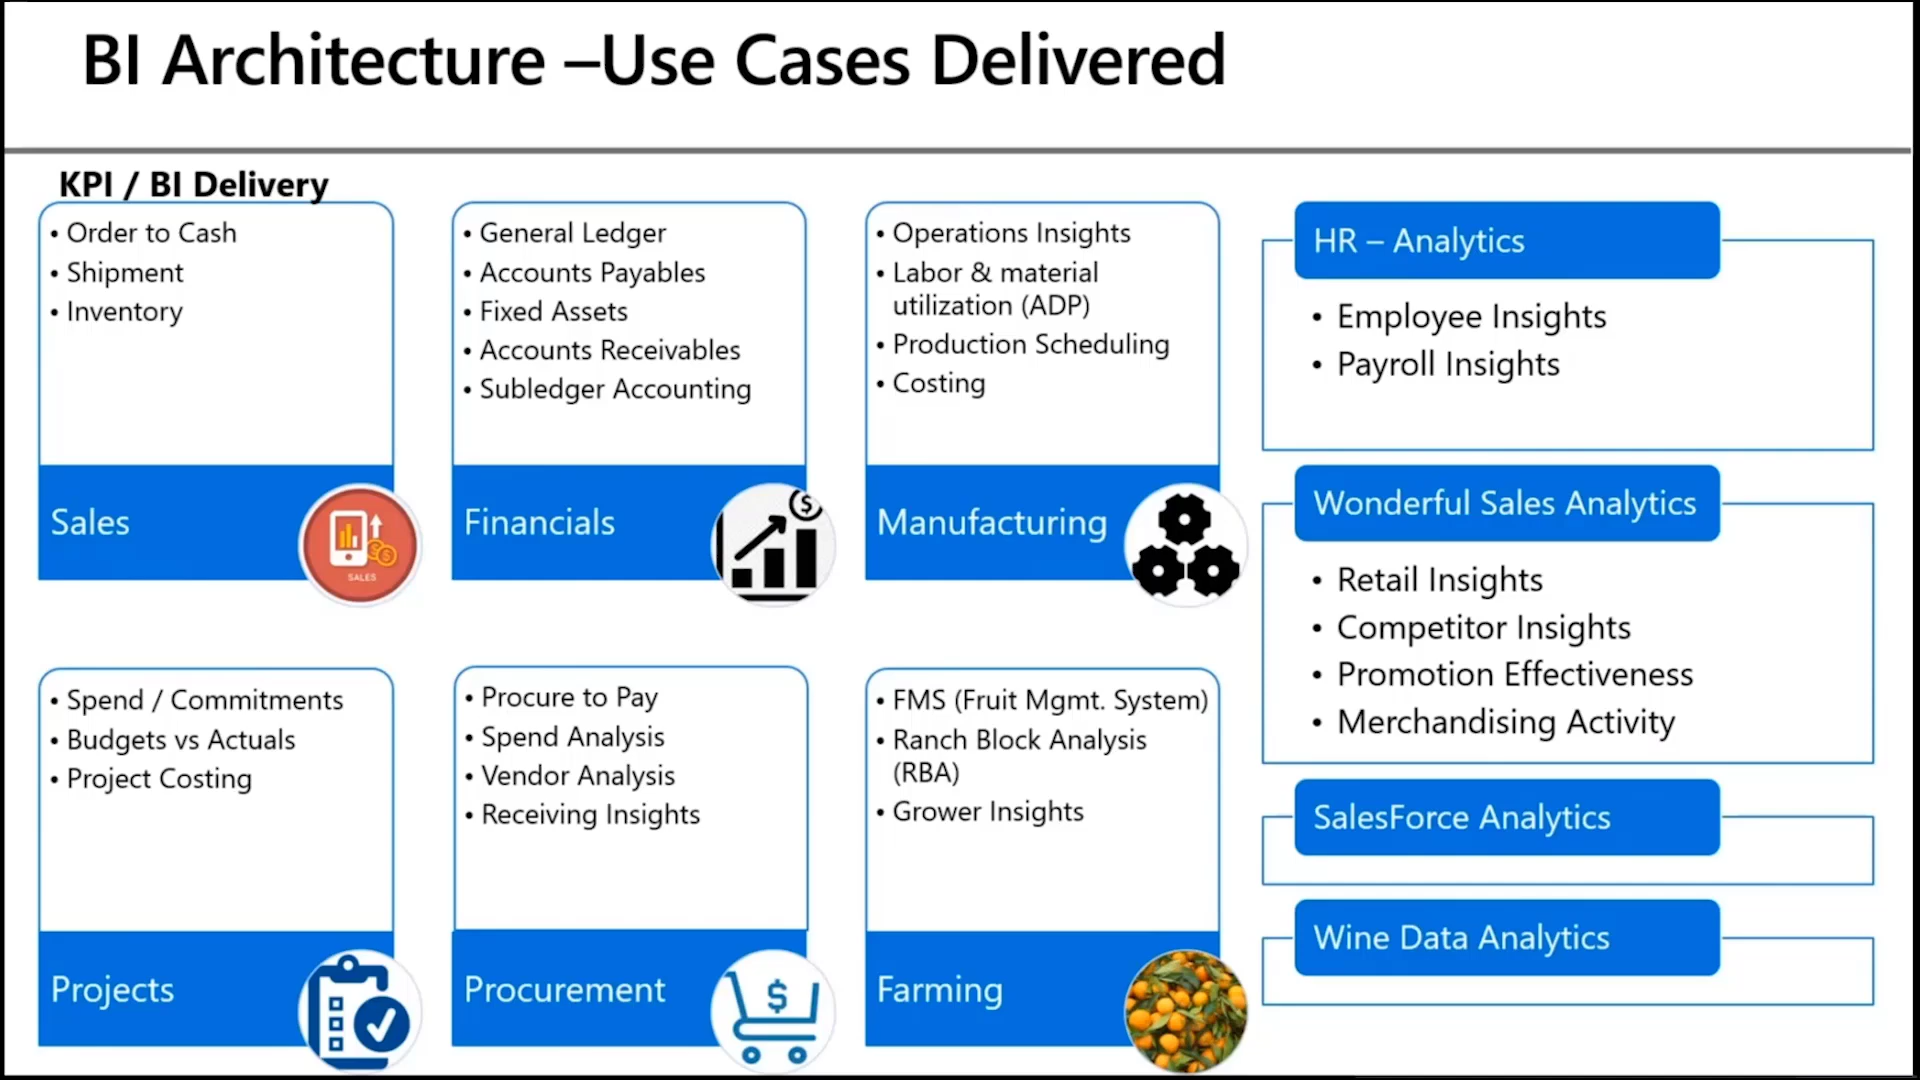 BI Architecture –Use Cases Delivered
KPI / BI Delivery
• Order to Cash
• Shipment
• Inventory
Sales
SALES
• General Ledger
• Accounts Payables
• Fixed Assets
• Accounts Receivables
• Subledger Accounting
Financials
$
• Operations Insights
• Labor & material
utilization (ADP)
• Production Scheduling
• Costing
Manufacturing
• Spend / Commitments
• Budgets vs Actuals
• Project Costing
Projects
• Procure to Pay
• Spend Analysis
• Vendor Analysis
• Receiving Insights
Procurement
$
• FMS (Fruit Mgmt. System)
• Ranch Block Analysis
(RBA)
• Grower Insights
Farming
HR – Analytics
• Employee Insights
• Payroll Insights
Wonderful Sales Analytics
• Retail Insights
• Competitor Insights
• Promotion Effectiveness
• Merchandising Activity
SalesForce Analytics
Wine Data Analytics